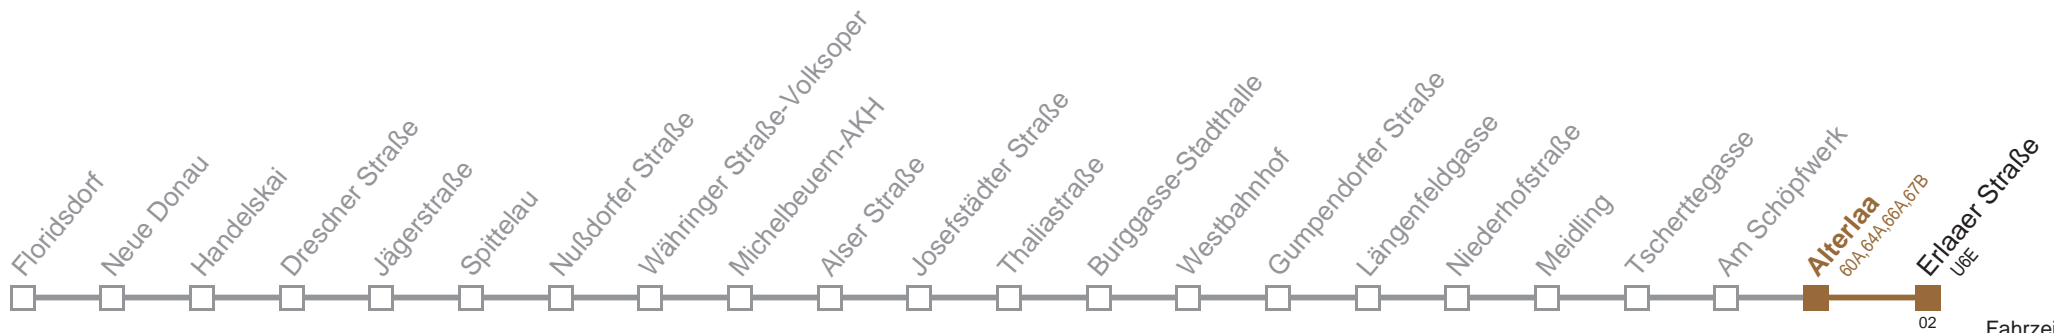 Floridsdorf
Neue Donau
Handelskai
Dresdner Straße
Jägerstraße
Spittelau
Nußdorfer Straße
Währinger Straße-Volksoper
Michelbeuern-AKH
Alser Straße
Josefstädter Straße
Thaliastraße
Burggasse-Stadthalle
Westbahnhof
Gumpendorfer Straße
Längenfeldgasse
Niederhofstraße
Meidling
Tscherttegasse
Am Schöpfwerk
Alterlaa
60A,64A,66A,67B
Erlaaer Straße
U6E
02
Fahrzei